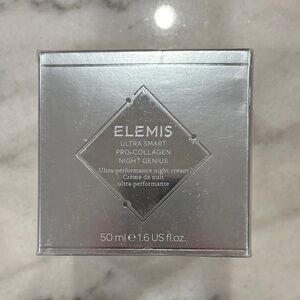 ELEMIS
ULTRA SMART
PRO-COLLAGEN
NIGHT GENIUS
Ultra-performance night cream
Crème de nuit
ultra-performante
50 ml ℮ 1.6 US fl.oz.